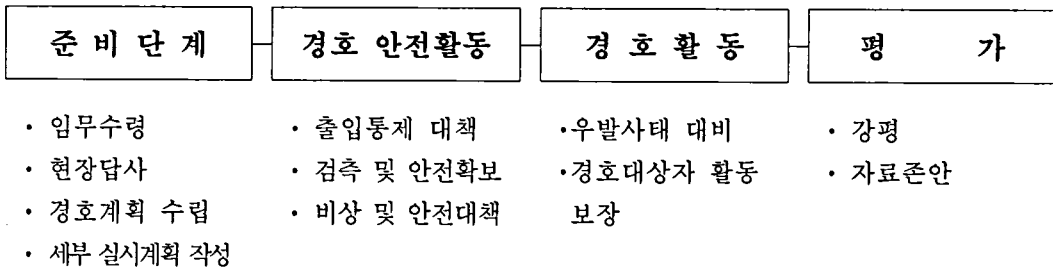 준 비 단 계
경호 안전활동
경 호 활 동
평 가
· 임무수령
· 현장답사
· 경호계획 수립
· 세부 실시계획 작성
· 출입통제 대책
· 검측 및 안전확보
· 비상 및 안전대책
·우발사태 대비
·경호대상자 활동
보장
· 강평
· 자료존안